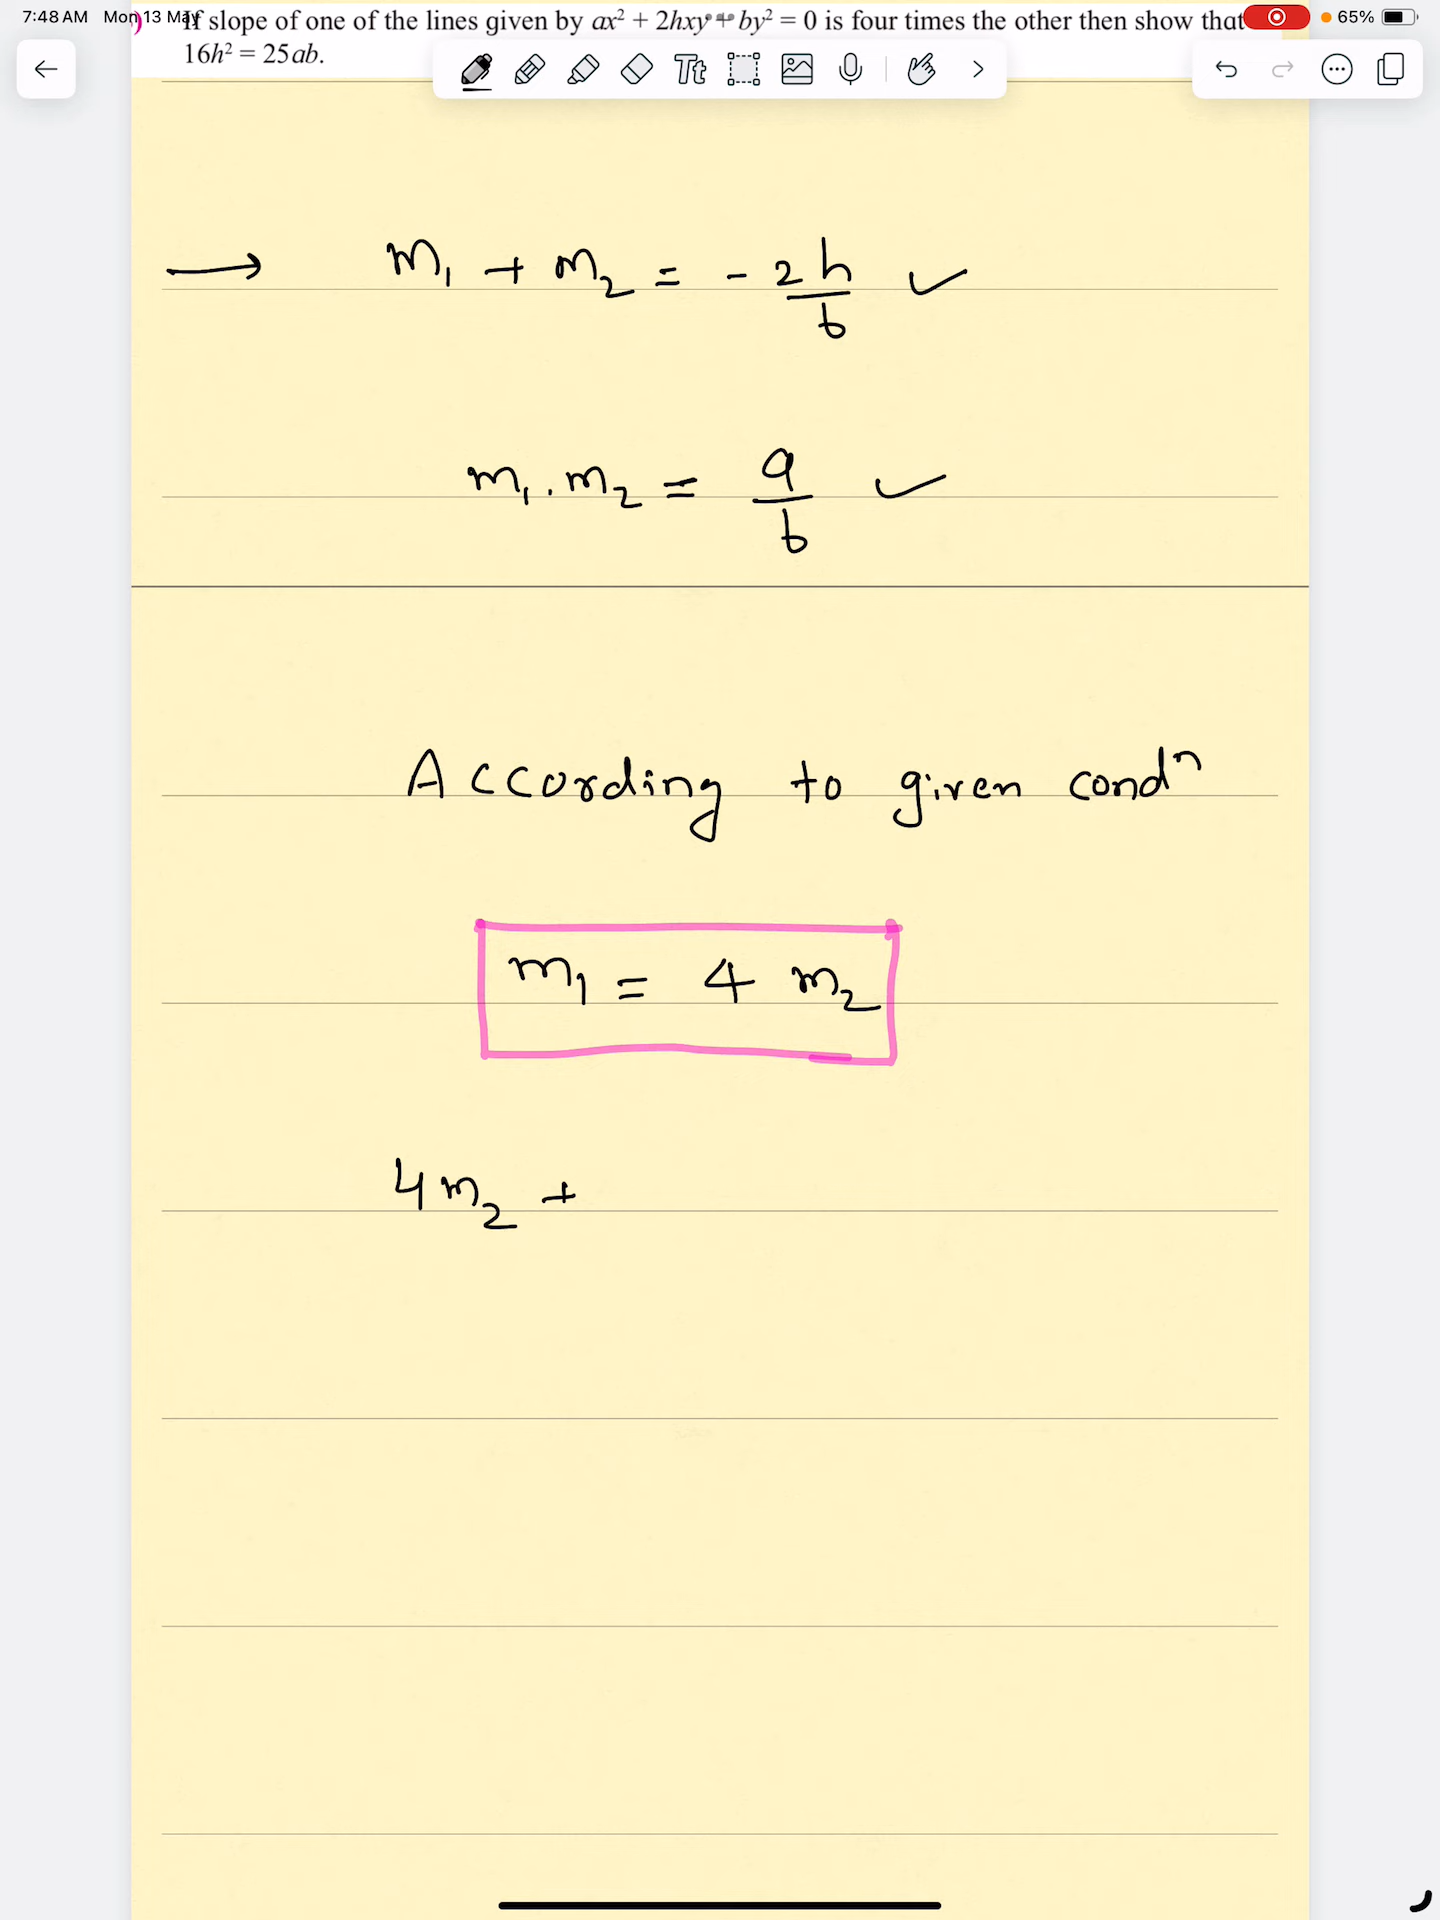 7:48 AM Mon 13 May
65%
) If slope of one of the lines given by ax² + 2hxy + by² = 0 is four times the other then show that
16h² = 25ab.
Tt
m₁ + m₂ = - 2h/b ✓
m₁ . m₂ = a/b ✓
According to given condⁿ
m₁ = 4 m₂
4m₂ +